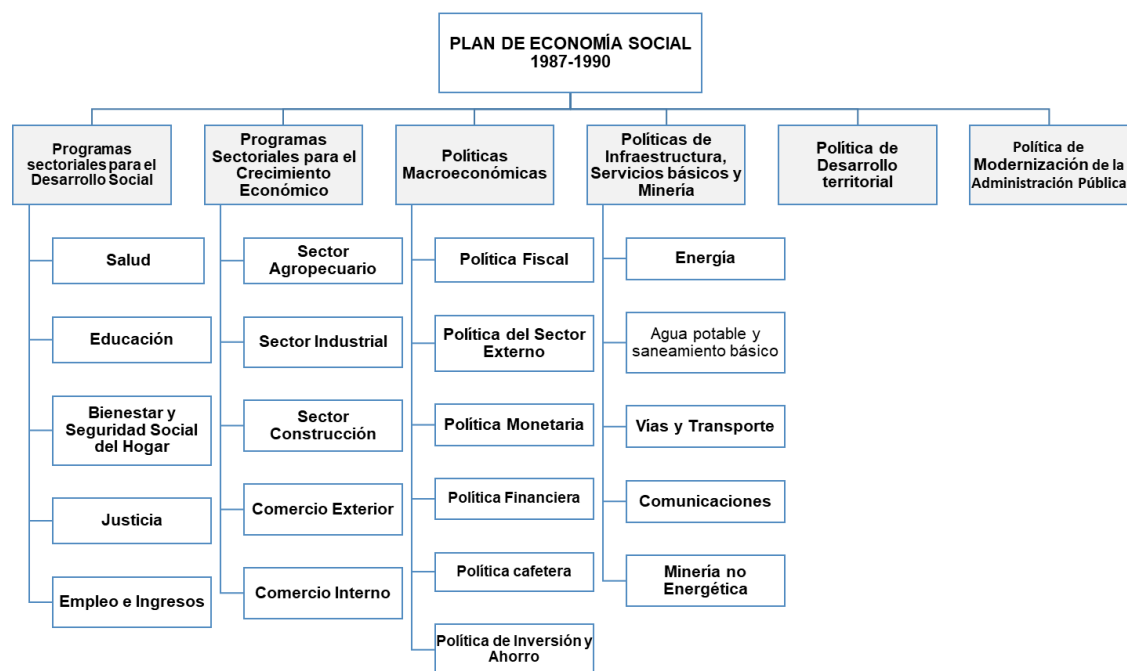 PLAN DE ECONOMÍA SOCIAL
1987-1990
Programas
sectoriales para el
Desarrollo Social
Programas
Sectoriales para el
Crecimiento
Económico
Políticas
Macroeconómicas
Políticas de
Infraestructura,
Servicios básicos y
Minería
Política de
Desarrollo
territorial
Política de
Modernización de la
Administración Pública
Salud
Educación
Bienestar y
Seguridad Social
del Hogar
Justicia
Empleo e Ingresos
Sector
Agropecuario
Sector Industrial
Sector
Construcción
Comercio Exterior
Comercio Interno
Política Fiscal
Política del Sector
Externo
Política Monetaria
Política Financiera
Política cafetera
Política de Inversión y
Ahorro
Energía
Agua potable y
saneamiento básico
Vías y Transporte
Comunicaciones
Minería no
Energética